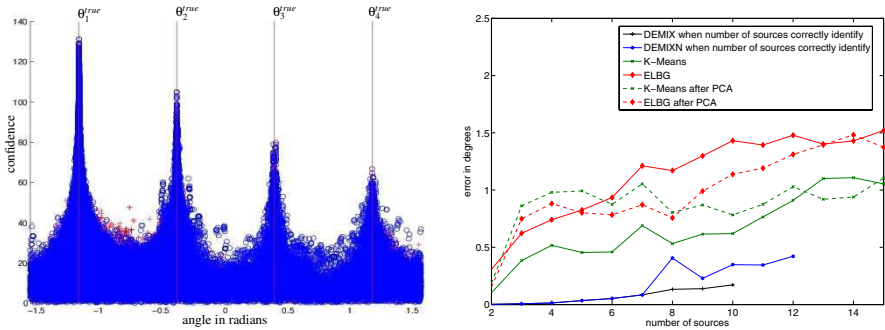 θ₁ᵗʳᵘᵉ θ₂ᵗʳᵘᵉ θ₃ᵗʳᵘᵉ θ₄ᵗʳᵘᵉ
140
120
100
80
60
40
20
0
confidence
−1.5 −1 −0.5 0 0.5 1 1.5
angle in radians
DEMIX when number of sources correctly identify
DEMIXN when number of sources correctly identify
K−Means
ELBG
K−Means after PCA
ELBG after PCA
2.5
2
1.5
1
0.5
0
error in degrees
2 4 6 8 10 12 14
number of sources